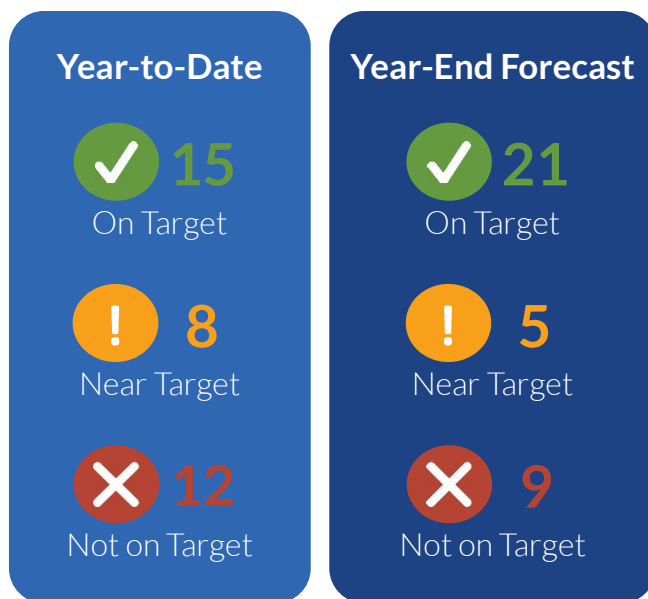 Year-to-Date
15
On Target
! 8
Near Target
12
Not on Target
Year-End Forecast
21
On Target
! 5
Near Target
9
Not on Target